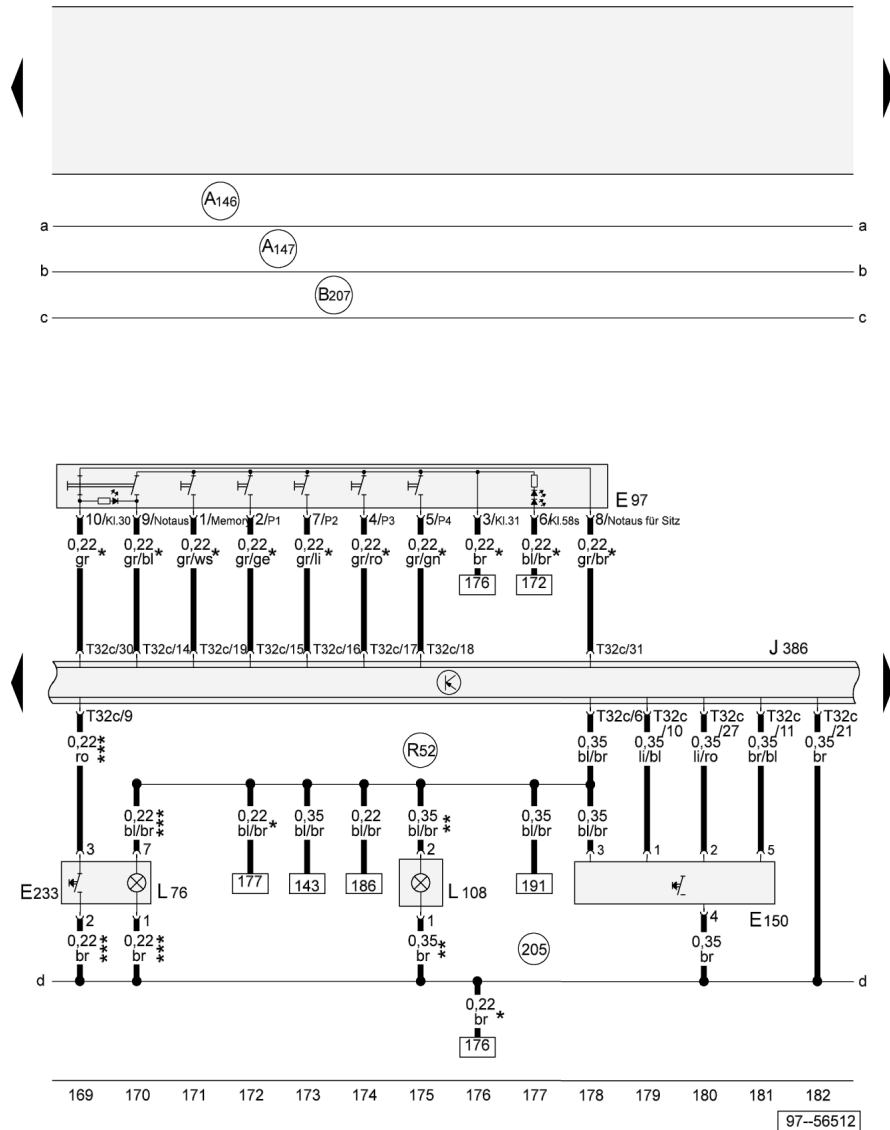 A146
a a
A147
b b
B207
c c
E97
10/Kl.30 9/Notaus 1/Memory 2/P1 7/P2 4/P3 5/P4 3/Kl.31 6/Kl.58s 8/Notaus für Sitz
0,22 0,22 0,22 0,22 0,22 0,22 0,22 0,22 0,22 0,22
gr* gr/bl* gr/ws* gr/ge* gr/li* gr/ro* gr/gn* br* bl/br* gr/br*
176 172
T32c/30 T32c/14 T32c/19 T32c/15 T32c/16 T32c/17 T32c/18 T32c/31 J 386
T32c/9 T32c/6 T32c T32c T32c T32c
/10 /27 /11 /21
0,22 *** R52 0,35 0,35 0,35 0,35 0,35
ro bl/br li/bl li/ro br/bl br
0,22 *** 0,22 0,35 0,22 0,35 ** 0,35 0,35
bl/br bl/br* bl/br bl/br bl/br bl/br bl/br
3 7 2 3 1 2 5
177 143 186 191
E233 L 76 L 108
2 1 1 4 E150
0,22 *** 0,22 *** 0,35 ** 205 0,35
br br br br
d d
0,22
br *
176
169 170 171 172 173 174 175 176 177 178 179 180 181 182
97--56512